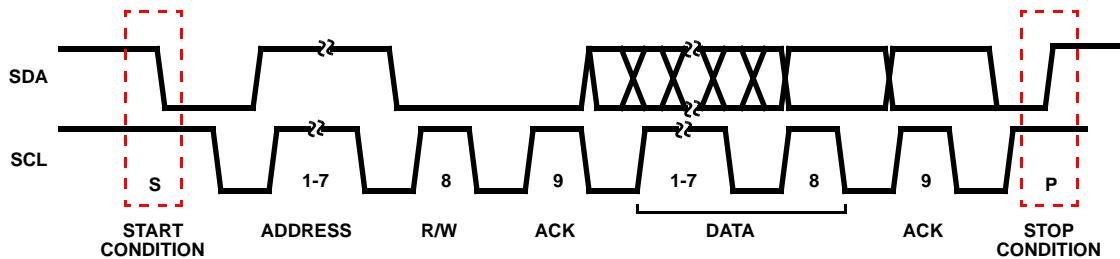 SDA
SCL
S
1-7
8
9
1-7
8
9
P
START
CONDITION
ADDRESS
R/W
ACK
DATA
ACK
STOP
CONDITION